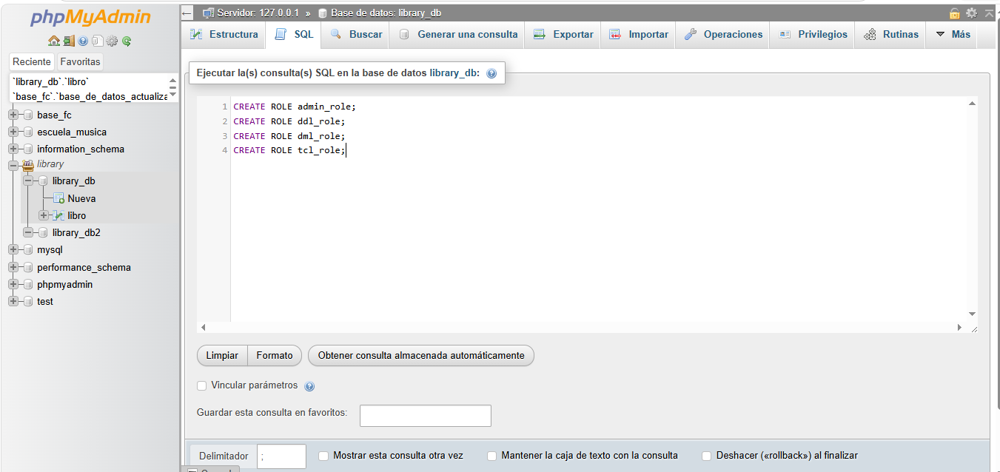 phpMyAdmin
Reciente Favoritas
`library_db`.`libro`
`base_fc`.`base_de_datos_actualiza
base_fc
escuela_musica
information_schema
library
library_db
Nueva
libro
library_db2
mysql
performance_schema
phpmyadmin
test
Servidor: 127.0.0.1 » Base de datos: library_db
Estructura SQL Buscar Generar una consulta Exportar Importar Operaciones Privilegios Rutinas Más
Ejecutar la(s) consulta(s) SQL en la base de datos library_db:
1 CREATE ROLE admin_role;
2 CREATE ROLE ddl_role;
3 CREATE ROLE dml_role;
4 CREATE ROLE tcl_role;
Limpiar Formato Obtener consulta almacenada automáticamente
Vincular parámetros
Guardar esta consulta en favoritos:
Delimitador ; Mostrar esta consulta otra vez Mantener la caja de texto con la consulta Deshacer («rollback») al finalizar